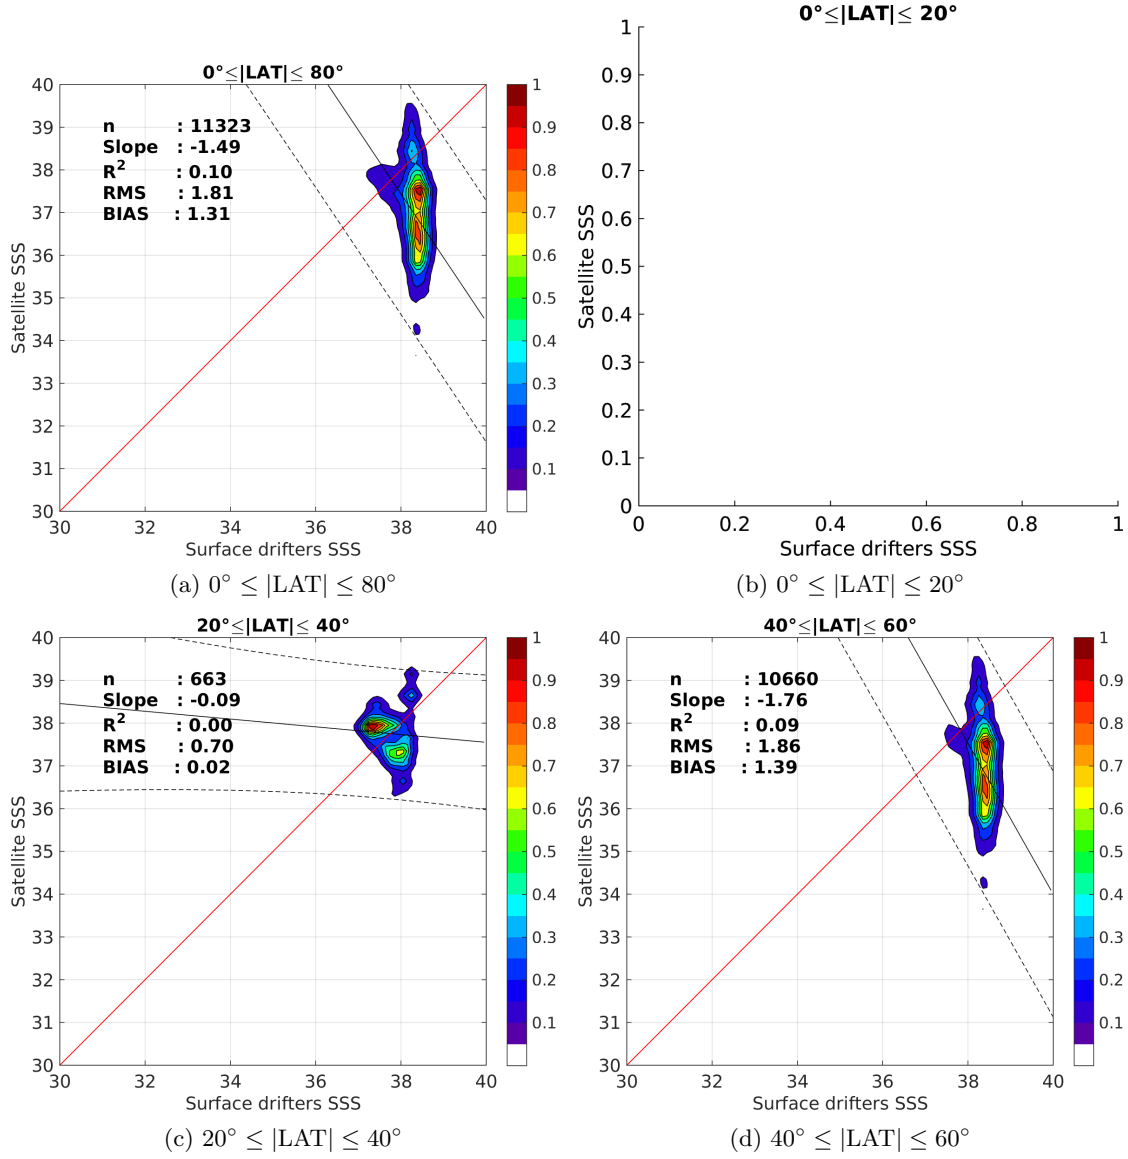 0°≤|LAT|≤ 80°
n : 11323
Slope : -1.49
R² : 0.10
RMS : 1.81
BIAS : 1.31
40
39
38
37
36
35
34
33
32
31
30
30 32 34 36 38 40
Satellite SSS
Surface drifters SSS
1
0.9
0.8
0.7
0.6
0.5
0.4
0.3
0.2
0.1
(a) 0° ≤ |LAT| ≤ 80°
0°≤|LAT|≤ 20°
1
0.9
0.8
0.7
0.6
0.5
0.4
0.3
0.2
0.1
0
0 0.2 0.4 0.6 0.8 1
Satellite SSS
Surface drifters SSS
(b) 0° ≤ |LAT| ≤ 20°
20°≤|LAT|≤ 40°
n : 663
Slope : -0.09
R² : 0.00
RMS : 0.70
BIAS : 0.02
40
39
38
37
36
35
34
33
32
31
30
30 32 34 36 38 40
Satellite SSS
Surface drifters SSS
1
0.9
0.8
0.7
0.6
0.5
0.4
0.3
0.2
0.1
(c) 20° ≤ |LAT| ≤ 40°
40°≤|LAT|≤ 60°
n : 10660
Slope : -1.76
R² : 0.09
RMS : 1.86
BIAS : 1.39
40
39
38
37
36
35
34
33
32
31
30
30 32 34 36 38 40
Satellite SSS
Surface drifters SSS
1
0.9
0.8
0.7
0.6
0.5
0.4
0.3
0.2
0.1
(d) 40° ≤ |LAT| ≤ 60°